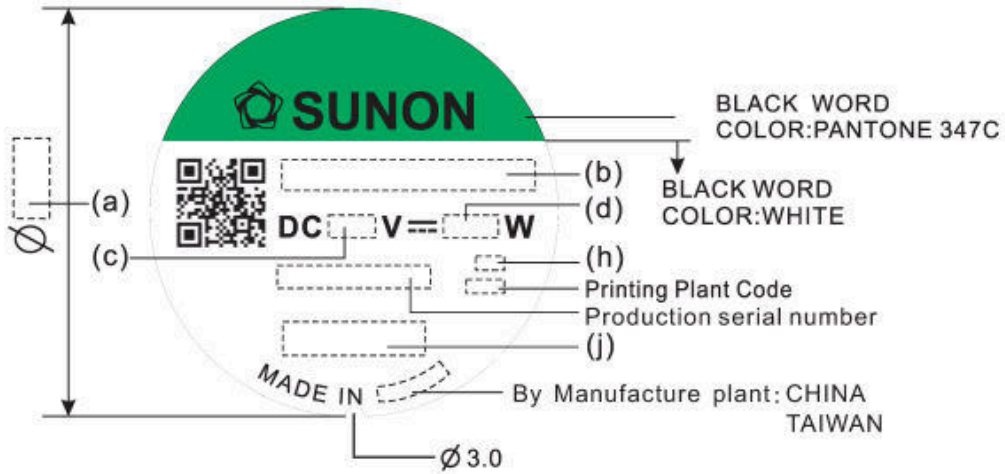 SUNON
BLACK WORD
COLOR:PANTONE 347C
BLACK WORD
COLOR:WHITE
(a)
Ø
(b)
(d)
DC V W
(c)
(h)
Printing Plant Code
Production serial number
(j)
MADE IN
By Manufacture plant: CHINA
TAIWAN
Ø 3.0